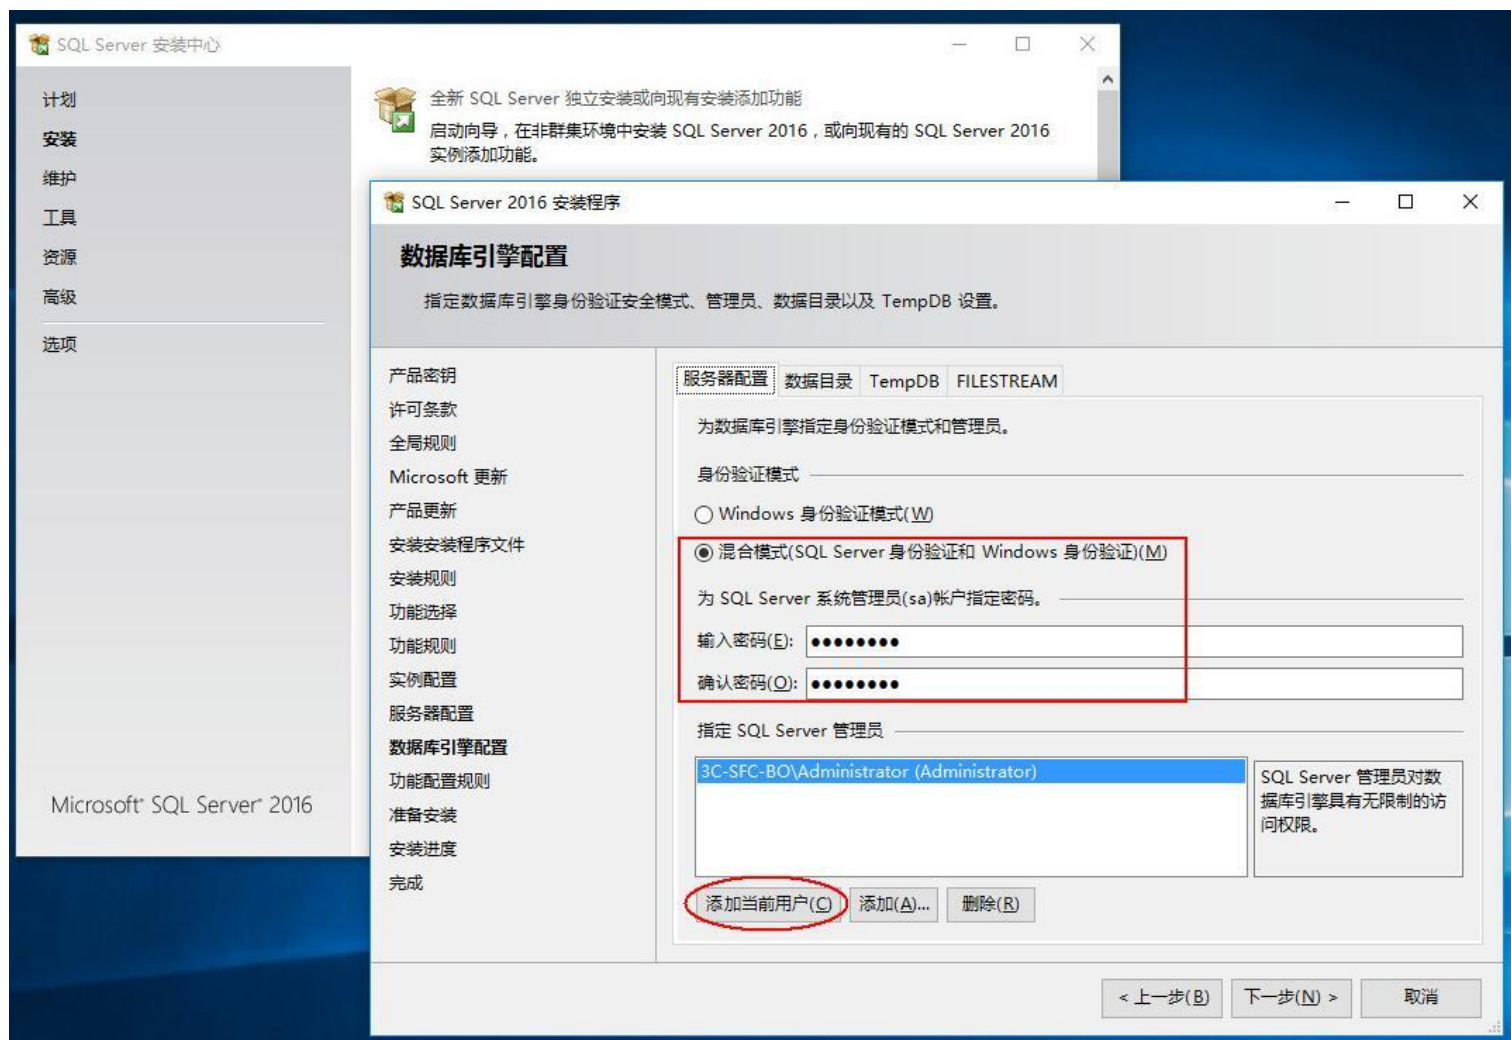 SQL Server 安装中心
计划
安装
维护
工具
资源
高级
选项
Microsoft® SQL Server® 2016
全新 SQL Server 独立安装或向现有安装添加功能
启动向导，在非群集环境中安装 SQL Server 2016，或向现有的 SQL Server 2016
实例添加功能。
SQL Server 2016 安装程序
数据库引擎配置
指定数据库引擎身份验证安全模式、管理员、数据目录以及 TempDB 设置。
产品密钥
许可条款
全局规则
Microsoft 更新
产品更新
安装安装程序文件
安装规则
功能选择
功能规则
实例配置
服务器配置
数据库引擎配置
功能配置规则
准备安装
安装进度
完成
服务器配置 数据目录 TempDB FILESTREAM
为数据库引擎指定身份验证模式和管理员。
身份验证模式
Windows 身份验证模式(W)
混合模式(SQL Server 身份验证和 Windows 身份验证)(M)
为 SQL Server 系统管理员(sa)帐户指定密码。
输入密码(E): ●●●●●●●●
确认密码(O): ●●●●●●●●
指定 SQL Server 管理员
3C-SFC-BO\Administrator (Administrator)
SQL Server 管理员对数
据库引擎具有无限制的访
问权限。
添加当前用户(C) 添加(A)... 删除(R)
< 上一步(B) 下一步(N) > 取消